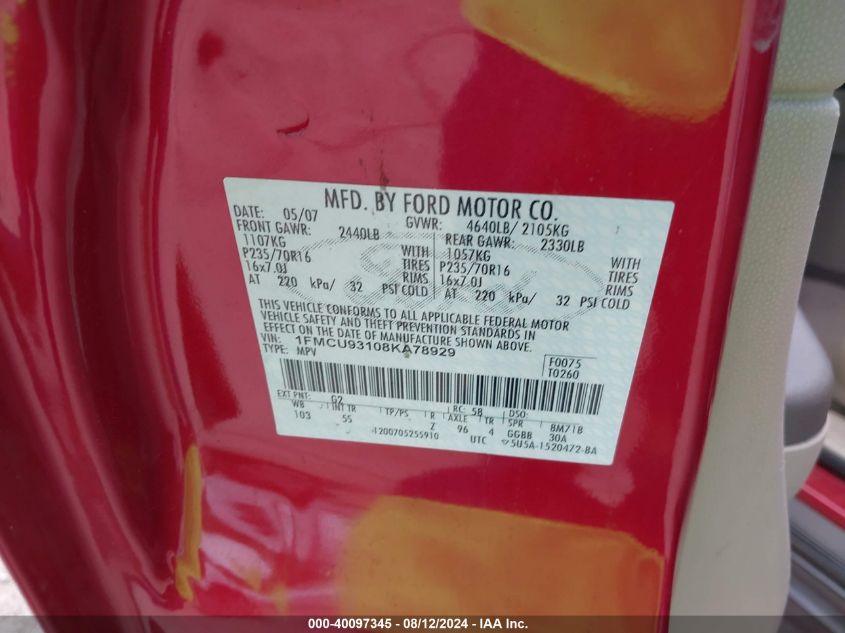 MFD. BY FORD MOTOR CO.
DATE: 05/07 GVWR: 4640LB/ 2105KG
FRONT GAWR: 2440LB REAR GAWR: 2330LB
1107KG WITH 1057KG WITH
P235/70R16 TIRES P235/70R16 TIRES
16x7.0J RIMS 16x7.0J RIMS
AT 220 kPa/ 32 PSI COLD AT 220 kPa/ 32 PSI COLD
THIS VEHICLE CONFORMS TO ALL APPLICABLE FEDERAL MOTOR
VEHICLE SAFETY AND THEFT PREVENTION STANDARDS IN
EFFECT ON THE DATE OF MANUFACTURE SHOWN ABOVE.
VIN: 1FMCU93108KA78929
TYPE: MPV
F0075
T0260
EXT PNT: G2 RC: 58 DSO:
WB INT TR TP/PS R AXLE TR SPR BM71B
103 55 Z 96 4 GGBB 30A
1200705255910 UTC 5U5A-1520472-BA
000-40097345 - 08/12/2024 - IAA Inc.